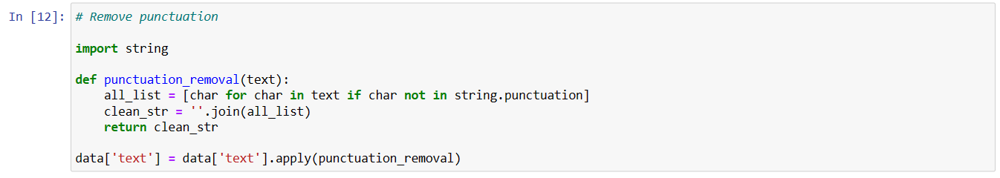 In [12]: # Remove punctuation
import string
def punctuation_removal(text):
    all_list = [char for char in text if char not in string.punctuation]
    clean_str = ''.join(all_list)
    return clean_str
data['text'] = data['text'].apply(punctuation_removal)